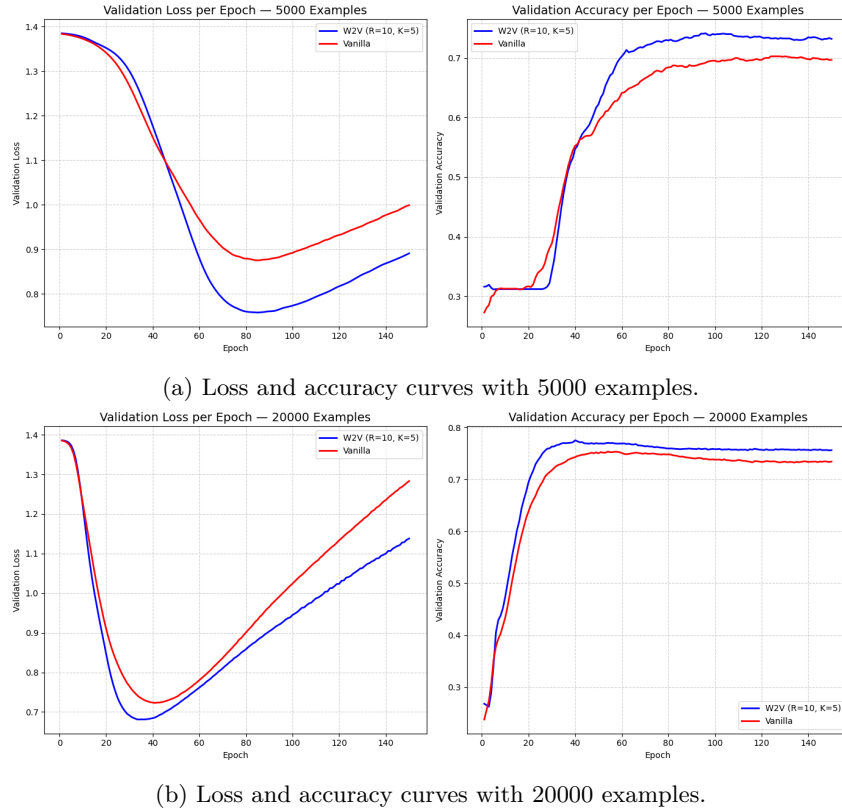 Validation Loss per Epoch — 5000 Examples
W2V (R=10, K=5)
Vanilla
Validation Loss
1.4
1.3
1.2
1.1
1.0
0.9
0.8
0 20 40 60 80 100 120 140
Epoch
Validation Accuracy per Epoch — 5000 Examples
W2V (R=10, K=5)
Vanilla
Validation Accuracy
0.7
0.6
0.5
0.4
0.3
0 20 40 60 80 100 120 140
Epoch
(a) Loss and accuracy curves with 5000 examples.
Validation Loss per Epoch — 20000 Examples
W2V (R=10, K=5)
Vanilla
Validation Loss
1.4
1.3
1.2
1.1
1.0
0.9
0.8
0.7
0 20 40 60 80 100 120 140
Epoch
Validation Accuracy per Epoch — 20000 Examples
Validation Accuracy
0.8
0.7
0.6
0.5
0.4
0.3
W2V (R=10, K=5)
Vanilla
0 20 40 60 80 100 120 140
Epoch
(b) Loss and accuracy curves with 20000 examples.